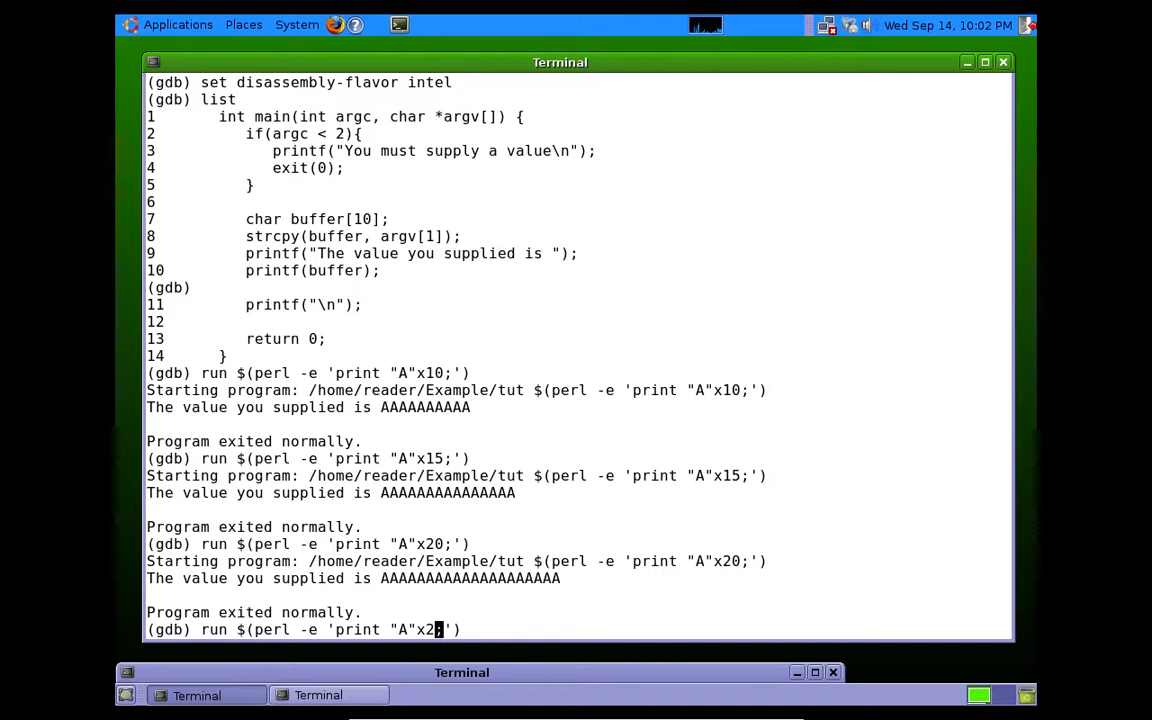 Applications Places System Wed Sep 14, 10:02 PM
Terminal
(gdb) set disassembly-flavor intel
(gdb) list
1       int main(int argc, char *argv[]) {
2          if(argc < 2){
3             printf("You must supply a value\n");
4             exit(0);
5          }
6
7          char buffer[10];
8          strcpy(buffer, argv[1]);
9          printf("The value you supplied is ");
10         printf(buffer);
(gdb)
11         printf("\n");
12
13         return 0;
14      }
(gdb) run $(perl -e 'print "A"x10;')
Starting program: /home/reader/Example/tut $(perl -e 'print "A"x10;')
The value you supplied is AAAAAAAAAA
Program exited normally.
(gdb) run $(perl -e 'print "A"x15;')
Starting program: /home/reader/Example/tut $(perl -e 'print "A"x15;')
The value you supplied is AAAAAAAAAAAAAAA
Program exited normally.
(gdb) run $(perl -e 'print "A"x20;')
Starting program: /home/reader/Example/tut $(perl -e 'print "A"x20;')
The value you supplied is AAAAAAAAAAAAAAAAAAAA
Program exited normally.
(gdb) run $(perl -e 'print "A"x2;')
Terminal
Terminal Terminal